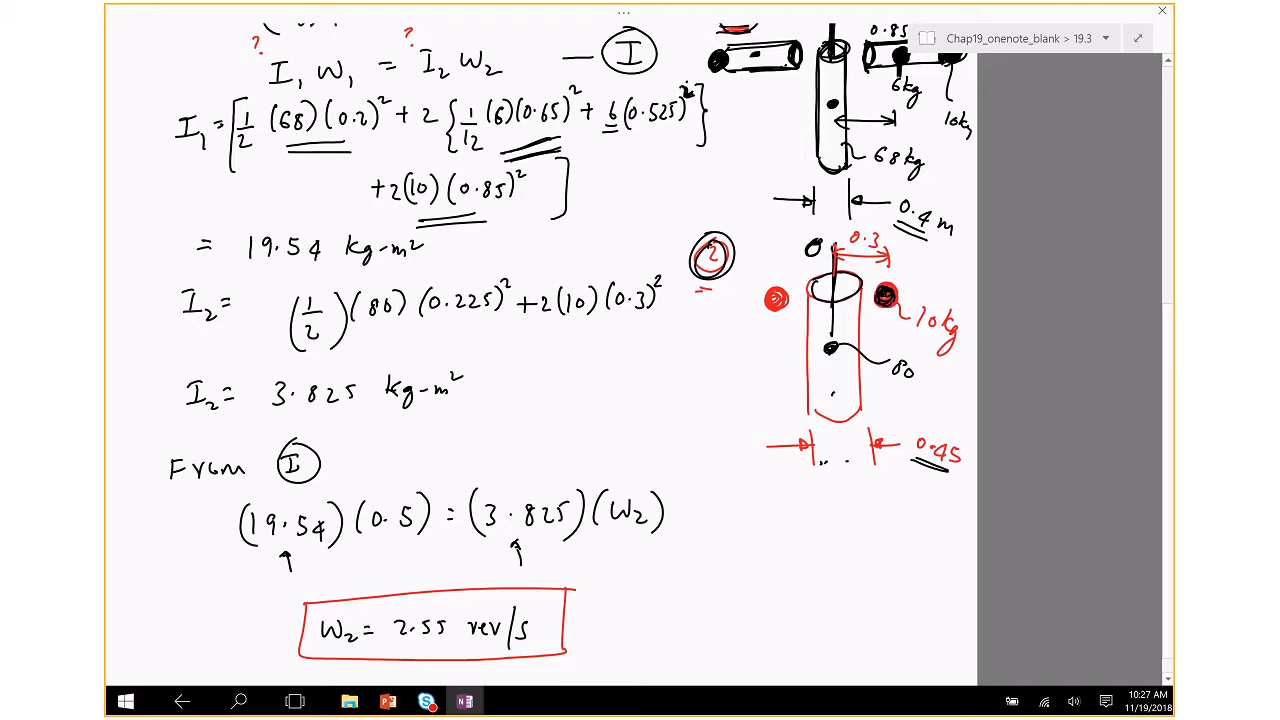 Chap19_onenote_blank > 19.3
? ?
I₁ W₁ = I₂ W₂ — I
I₁ = [ 1/2 (68)(0.2)² + 2 { 1/12 (6)(0.65)² + 6(0.525)² }
+ 2(10)(0.85)² ]
= 19.54 kg-m²
I₂ = (1/2)(80)(0.225)² + 2(10)(0.3)²
I₂ = 3.825 kg-m²
From I
(19.54)(0.5) = (3.825)(W₂)
W₂ = 2.55 rev/s
0.85
6kg
10kg
68kg
0.4 m
2
0.3
10kg
80
0.45
10:27 AM
11/19/2018